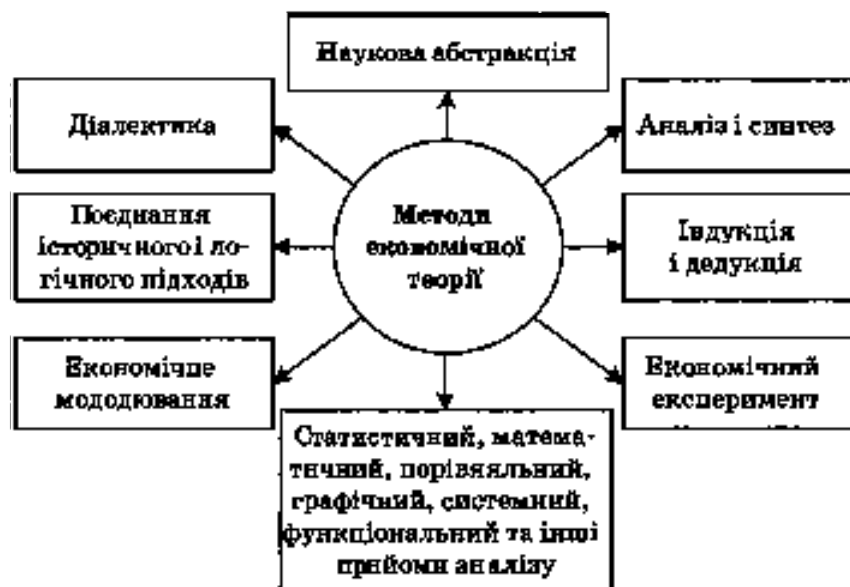 Наукова абстракція
Діалектика
Аналіз і синтез
Методи
економічної
теорії
Поєднання
історичного і ло-
гічного підходів
Індукція
і дедукція
Економічне
мододювання
Економічний
експеримент
Статистичний, матема-
тичний, порівняльний,
графічний, системний,
функціональний та інші
прийоми аналізу